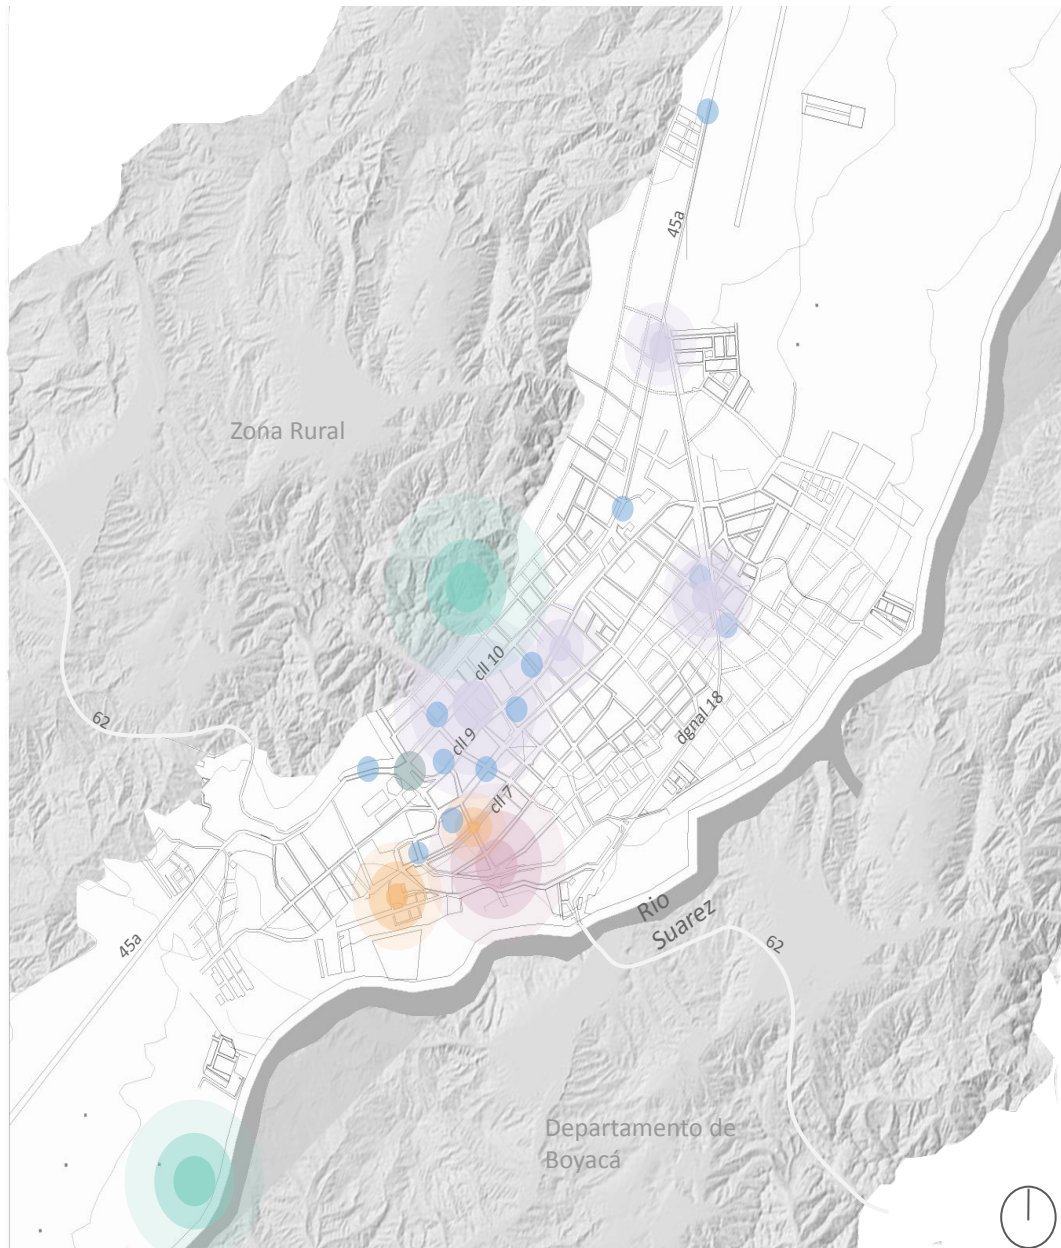 45a
Zona Rural
cll 10
62
cll 9
dgnal 18
cll 7
Rio
Suarez
45a
62
Departamento de
Boyacá